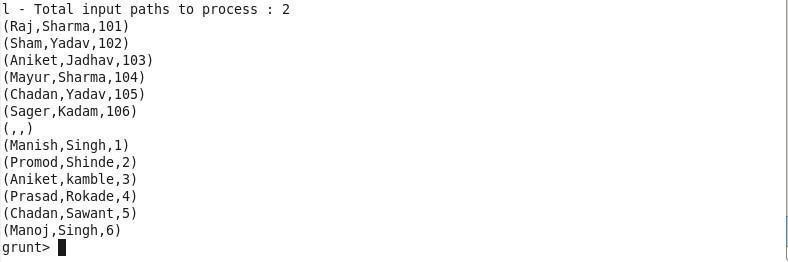 l - Total input paths to process : 2
(Raj,Sharma,101)
(Sham,Yadav,102)
(Aniket,Jadhav,103)
(Mayur,Sharma,104)
(Chadan,Yadav,105)
(Sager,Kadam,106)
(,,)
(Manish,Singh,1)
(Promod,Shinde,2)
(Aniket,kamble,3)
(Prasad,Rokade,4)
(Chadan,Sawant,5)
(Manoj,Singh,6)
grunt>